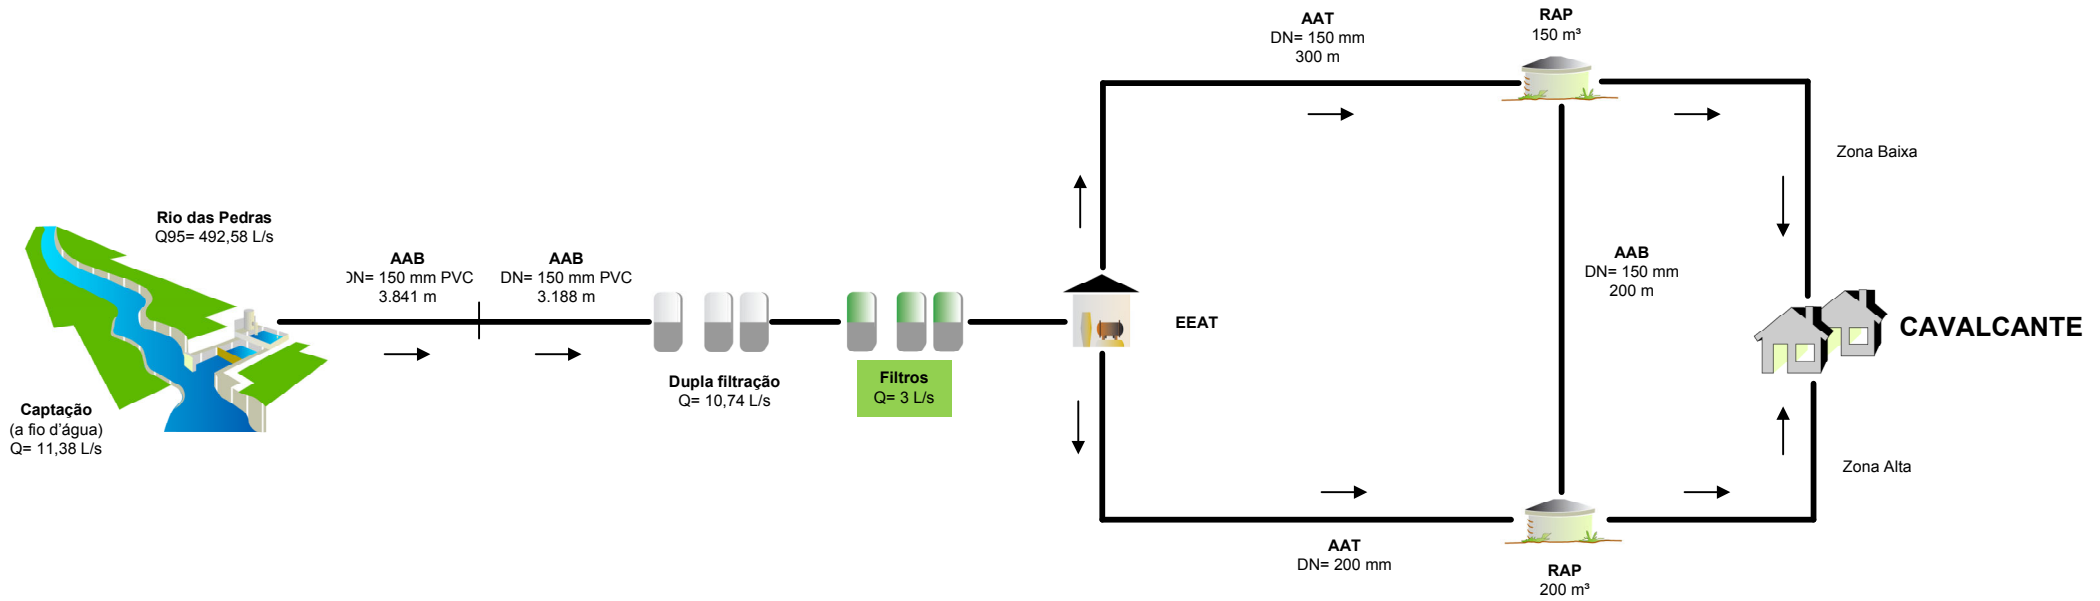 Rio das Pedras
Q95= 492,58 L/s
Captação
(a fio d'água)
Q= 11,38 L/s
AAB
DN= 150 mm PVC
3.841 m
AAB
DN= 150 mm PVC
3.188 m
Dupla filtração
Q= 10,74 L/s
Filtros
Q= 3 L/s
EEAT
AAT
DN= 150 mm
300 m
RAP
150 m³
Zona Baixa
AAB
DN= 150 mm
200 m
CAVALCANTE
Zona Alta
AAT
DN= 200 mm
RAP
200 m³